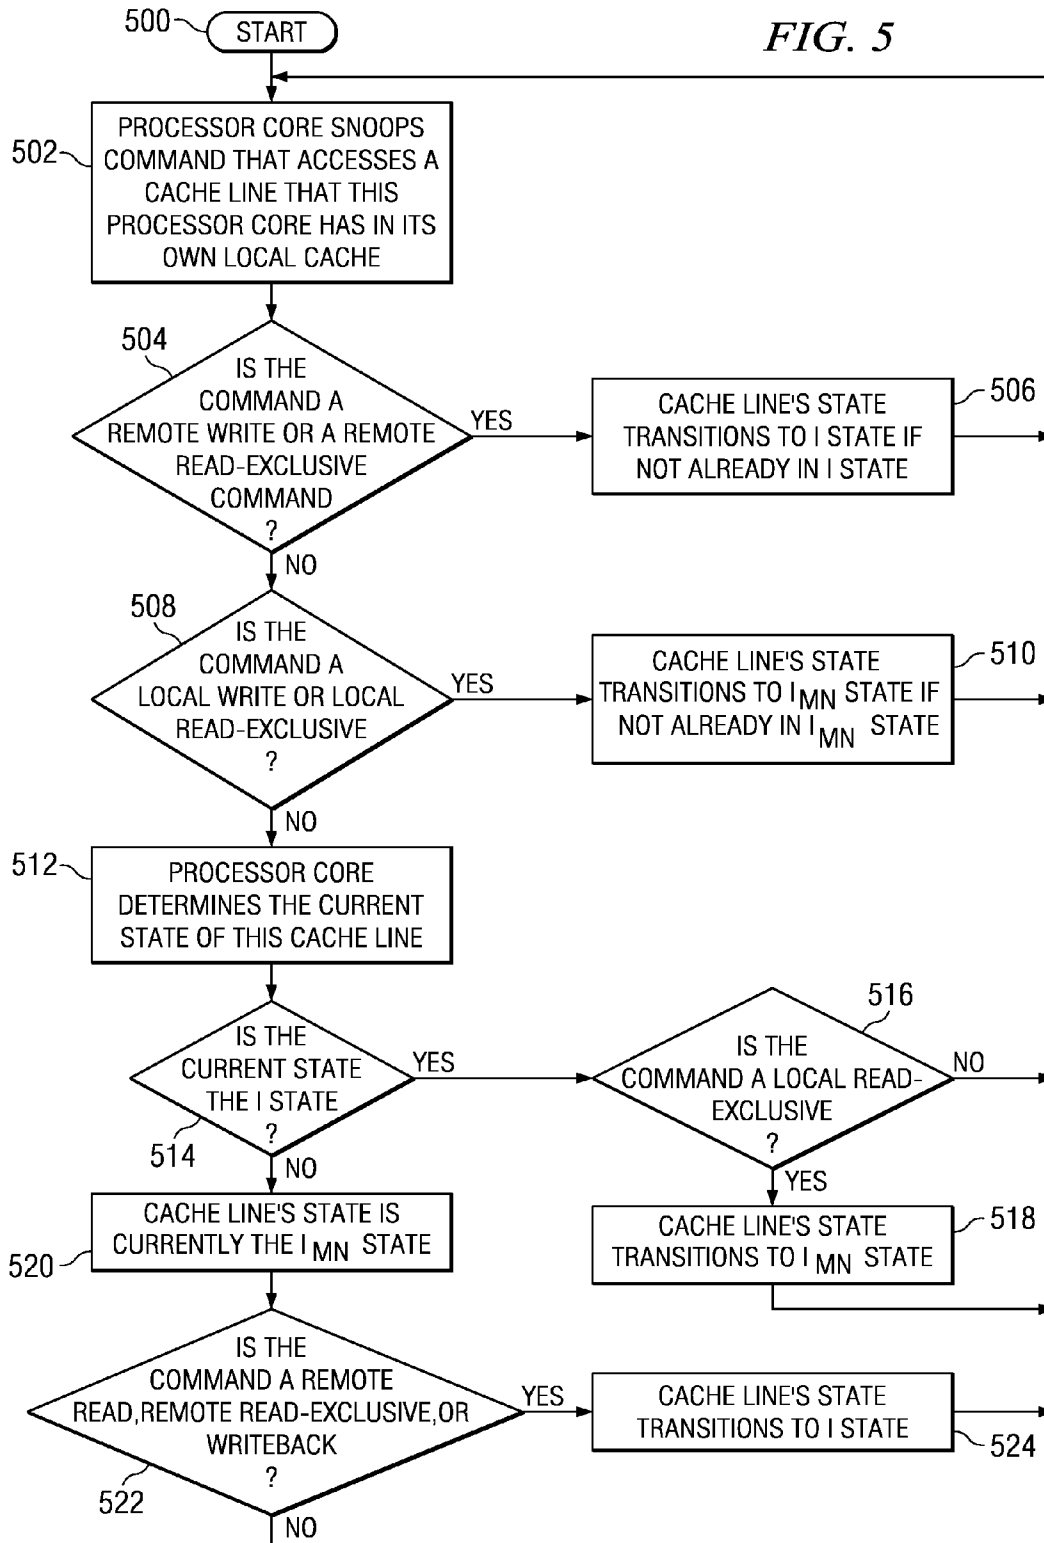 500
START
FIG. 5
502
PROCESSOR CORE SNOOPS
COMMAND THAT ACCESSES A
CACHE LINE THAT THIS
PROCESSOR CORE HAS IN ITS
OWN LOCAL CACHE
504
IS THE
COMMAND A
REMOTE WRITE OR A REMOTE
READ-EXCLUSIVE
COMMAND
?
YES
NO
506
CACHE LINE'S STATE
TRANSITIONS TO I STATE IF
NOT ALREADY IN I STATE
508
IS THE
COMMAND A
LOCAL WRITE OR LOCAL
READ-EXCLUSIVE
?
YES
NO
510
CACHE LINE'S STATE
TRANSITIONS TO I MN STATE IF
NOT ALREADY IN I MN STATE
512
PROCESSOR CORE
DETERMINES THE CURRENT
STATE OF THIS CACHE LINE
514
IS THE
CURRENT STATE
THE I STATE
?
YES
NO
516
IS THE
COMMAND A LOCAL READ-
EXCLUSIVE
?
NO
YES
518
CACHE LINE'S STATE
TRANSITIONS TO I MN STATE
520
CACHE LINE'S STATE IS
CURRENTLY THE I MN STATE
522
IS THE
COMMAND A REMOTE
READ,REMOTE READ-EXCLUSIVE,OR
WRITEBACK
?
YES
NO
524
CACHE LINE'S STATE
TRANSITIONS TO I STATE